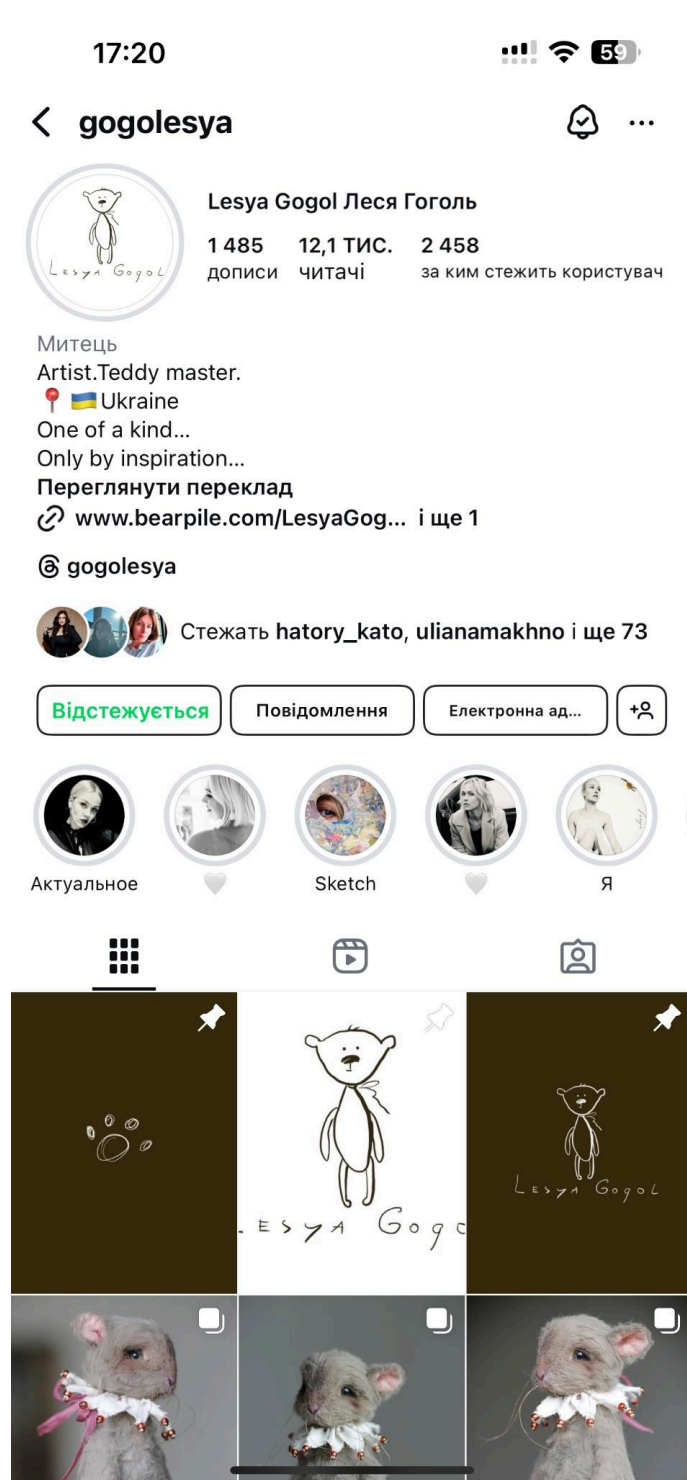 17:20
59
gogolesya
Lesya Gogol Леся Гоголь
1 485 12,1 ТИС. 2 458
дописи читачі за ким стежить користувач
LESYA GOGOL
Митець
Artist.Teddy master.
📍 🇺🇦Ukraine
One of a kind...
Only by inspiration...
Переглянути переклад
www.bearpile.com/LesyaGog... і ще 1
gogolesya
Стежать hatory_kato, ulianamakhno і ще 73
Відстежується Повідомлення Електронна ад...
Актуальное 🤍 Sketch 🤍 Я
ESYA GOG
LESYA GOGOL